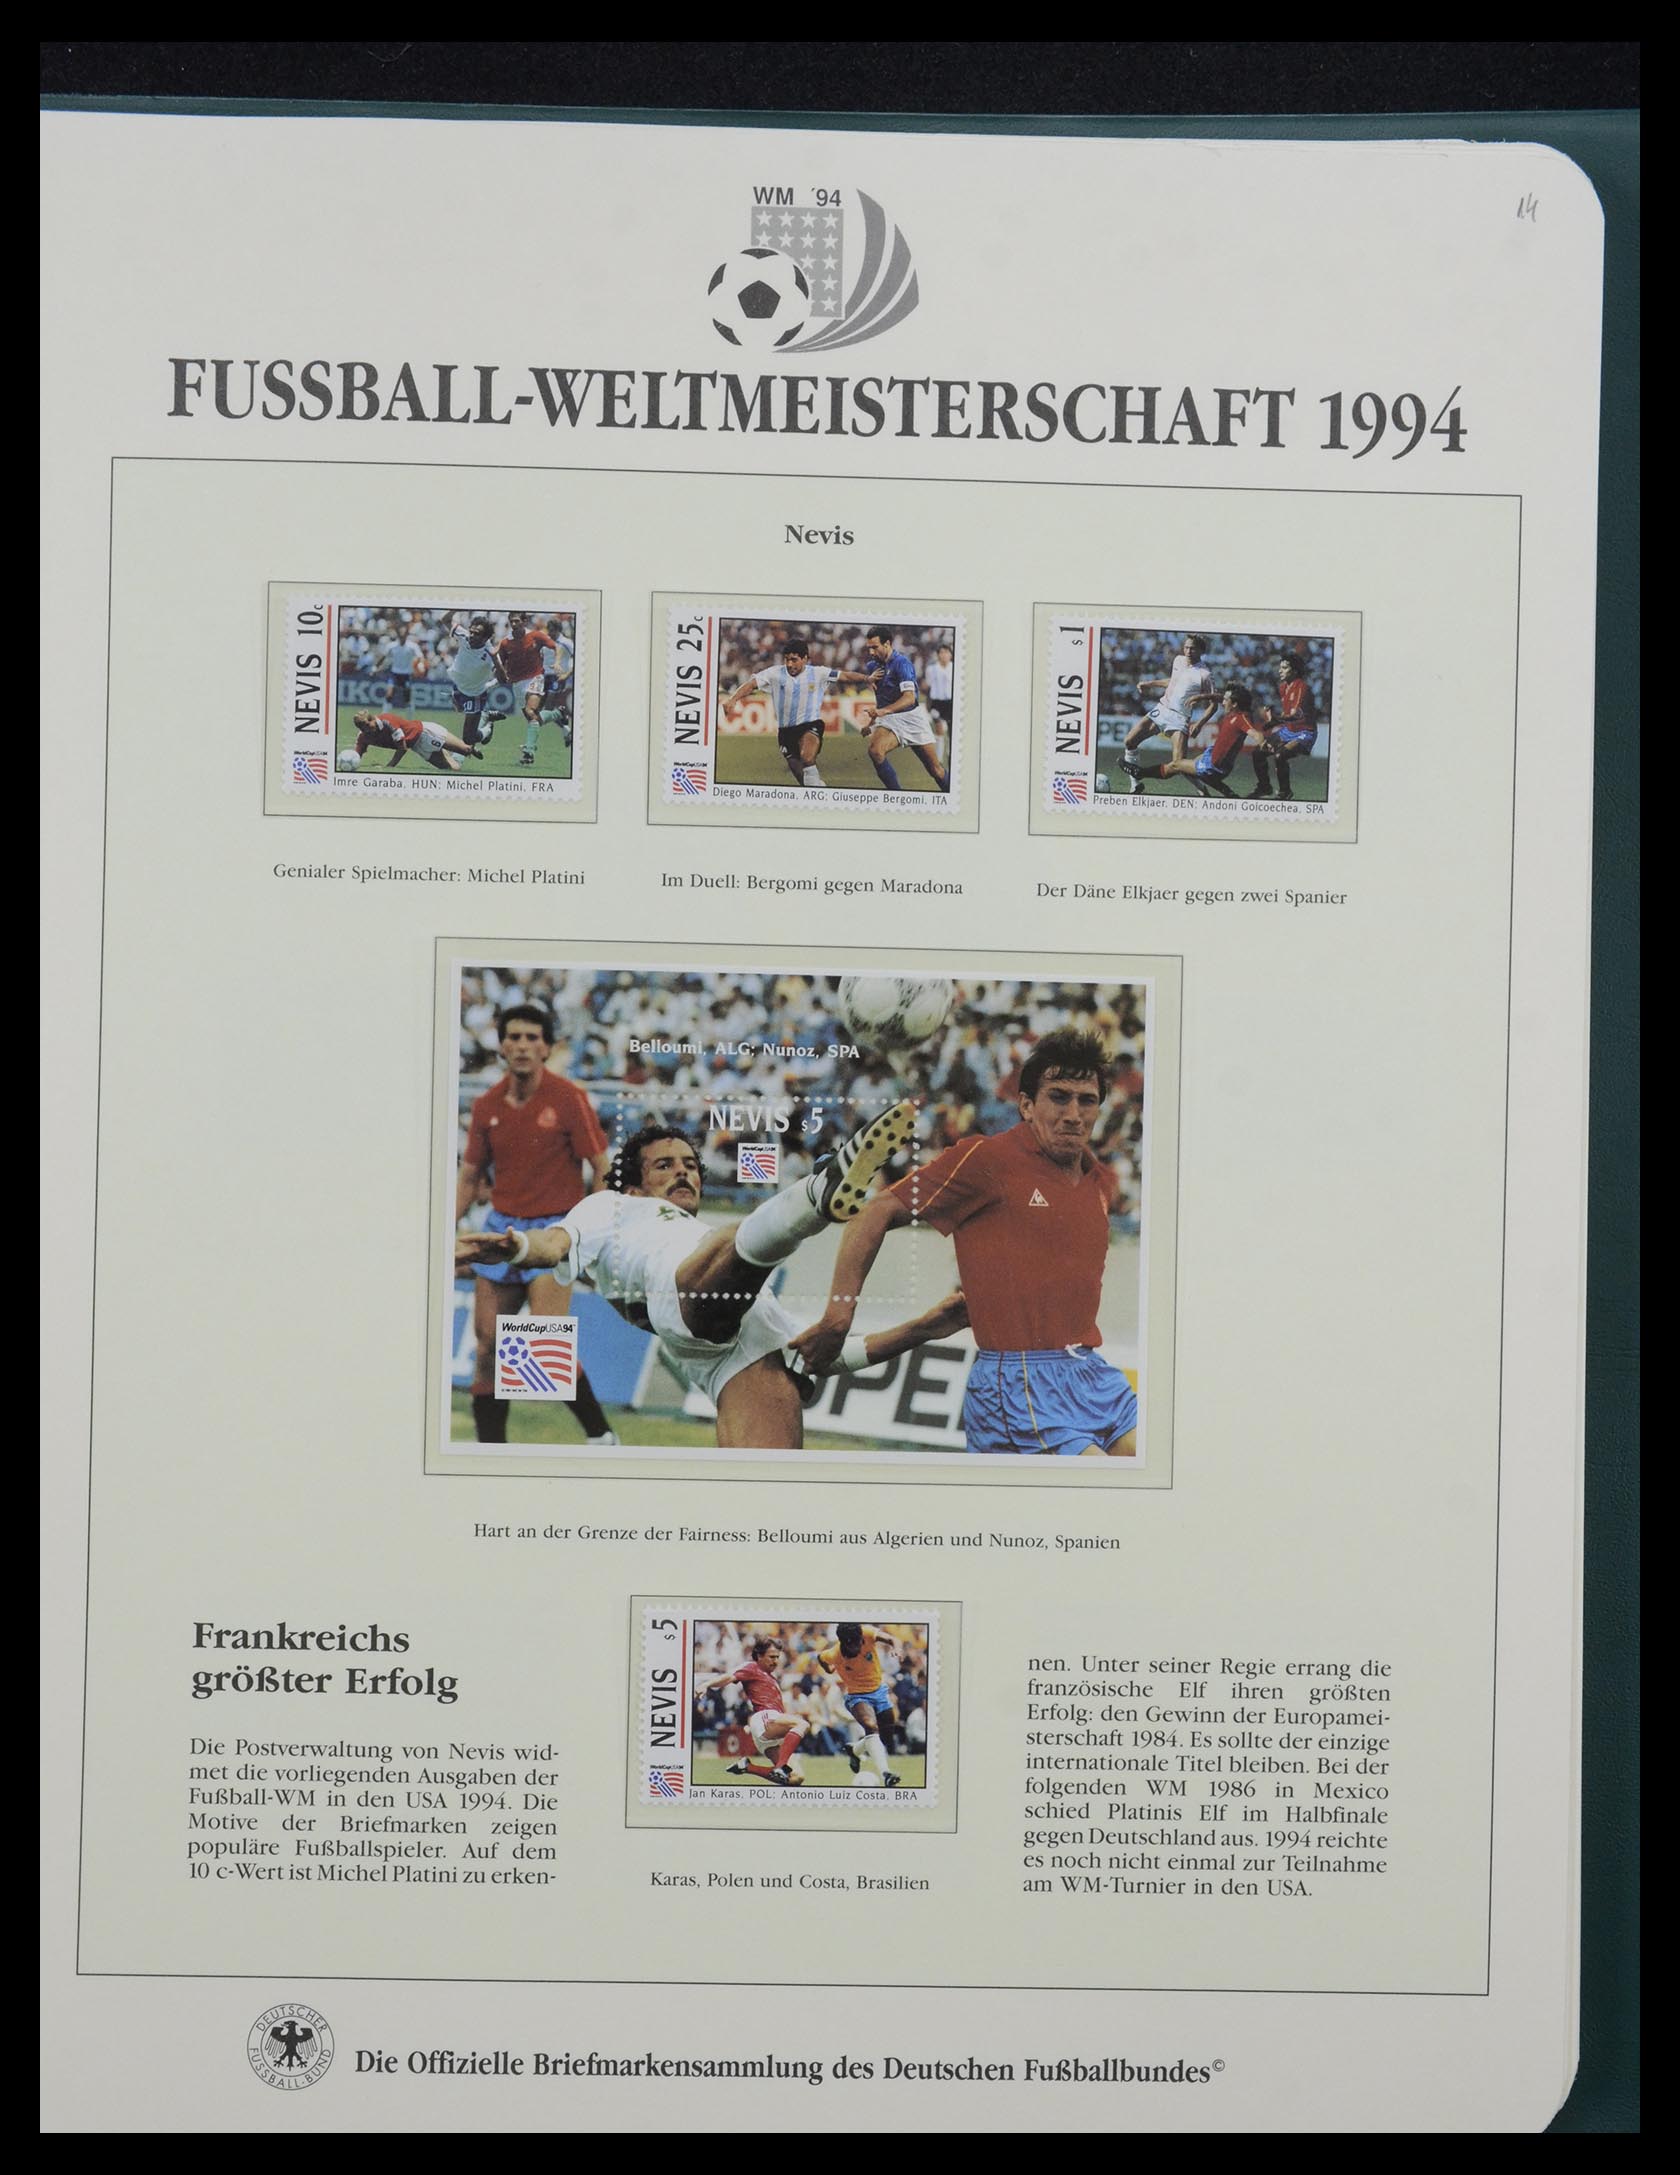 WM ´94
14
FUSSBALL-WELTMEISTERSCHAFT 1994
Nevis
NEVIS 10c
WorldCupUSA94
Imre Garaba, HUN; Michel Platini, FRA
NEVIS 25c
WorldCupUSA94
Diego Maradona, ARG; Giuseppe Bergomi, ITA
NEVIS $1
WorldCupUSA94
Preben Elkjaer, DEN; Andoni Goicoechea, SPA
Genialer Spielmacher: Michel Platini
Im Duell: Bergomi gegen Maradona
Der Däne Elkjaer gegen zwei Spanier
Belloumi, ALG; Nunoz, SPA
NEVIS $5
WorldCupUSA94
WorldCupUSA94
Hart an der Grenze der Fairness: Belloumi aus Algerien und Nunoz, Spanien
Frankreichs
größter Erfolg
Die Postverwaltung von Nevis wid-
met die vorliegenden Ausgaben der
Fußball-WM in den USA 1994. Die
Motive der Briefmarken zeigen
populäre Fußballspieler. Auf dem
10 c-Wert ist Michel Platini zu erken-
NEVIS $5
WorldCupUSA94
Jan Karas, POL; Antonio Luiz Costa, BRA
Karas, Polen und Costa, Brasilien
nen. Unter seiner Regie errang die
französische Elf ihren größten
Erfolg: den Gewinn der Europamei-
sterschaft 1984. Es sollte der einzige
internationale Titel bleiben. Bei der
folgenden WM 1986 in Mexico
schied Platinis Elf im Halbfinale
gegen Deutschland aus. 1994 reichte
es noch nicht einmal zur Teilnahme
am WM-Turnier in den USA.
DEUTSCHER FUSSBALL-BUND
Die Offizielle Briefmarkensammlung des Deutschen Fußballbundes©